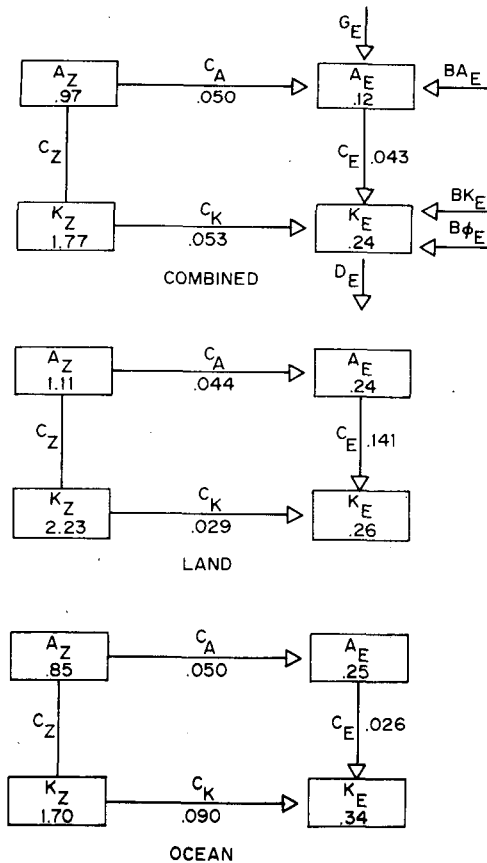 G_E
A_Z
.97
C_A
.050
A_E
.12
BA_E
C_Z
C_E .043
K_Z
1.77
C_K
.053
K_E
.24
BK_E
Bϕ_E
D_E
COMBINED
A_Z
1.11
C_A
.044
A_E
.24
C_Z
C_E .141
K_Z
2.23
C_K
.029
K_E
.26
LAND
A_Z
.85
C_A
.050
A_E
.25
C_Z
C_E .026
K_Z
1.70
C_K
.090
K_E
.34
OCEAN